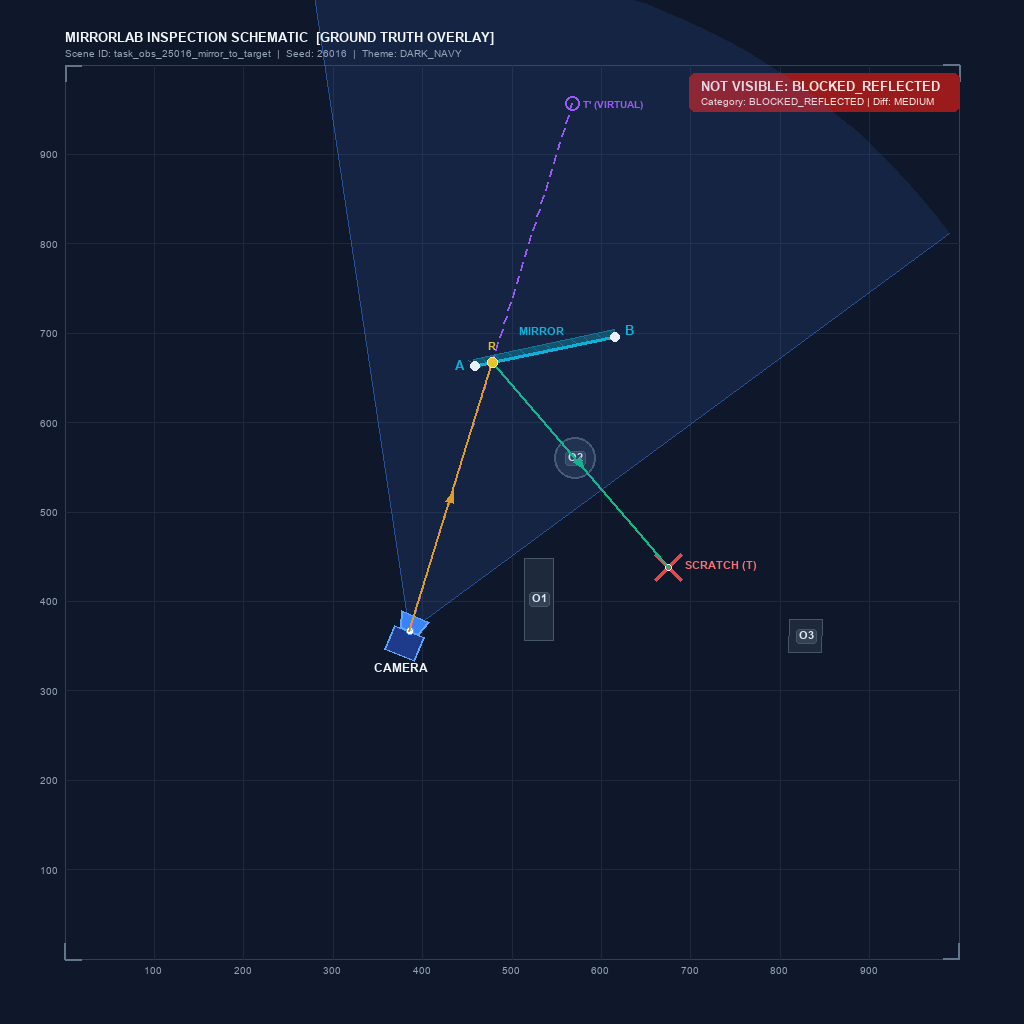 MIRRORLAB INSPECTION SCHEMATIC [GROUND TRUTH OVERLAY]
Scene ID: task_obs_25016_mirror_to_target | Seed: 26016 | Theme: DARK_NAVY
NOT VISIBLE: BLOCKED_REFLECTED
Category: BLOCKED_REFLECTED | Diff: MEDIUM
T' (VIRTUAL)
900
800
700
600
500
400
300
200
100
MIRROR
B
R
A
O2
SCRATCH (T)
O1
O3
CAMERA
100
200
300
400
500
600
700
800
900